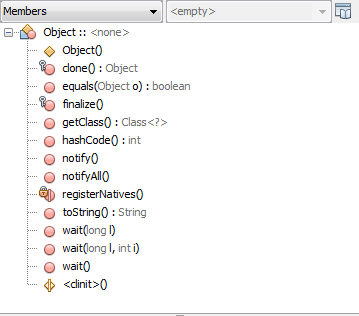 Members <empty>
Object :: <none>
Object()
clone() : Object
equals(Object o) : boolean
finalize()
getClass() : Class<?>
hashCode() : int
notify()
notifyAll()
registerNatives()
toString() : String
wait(long l)
wait(long l, int i)
wait()
<clinit>()